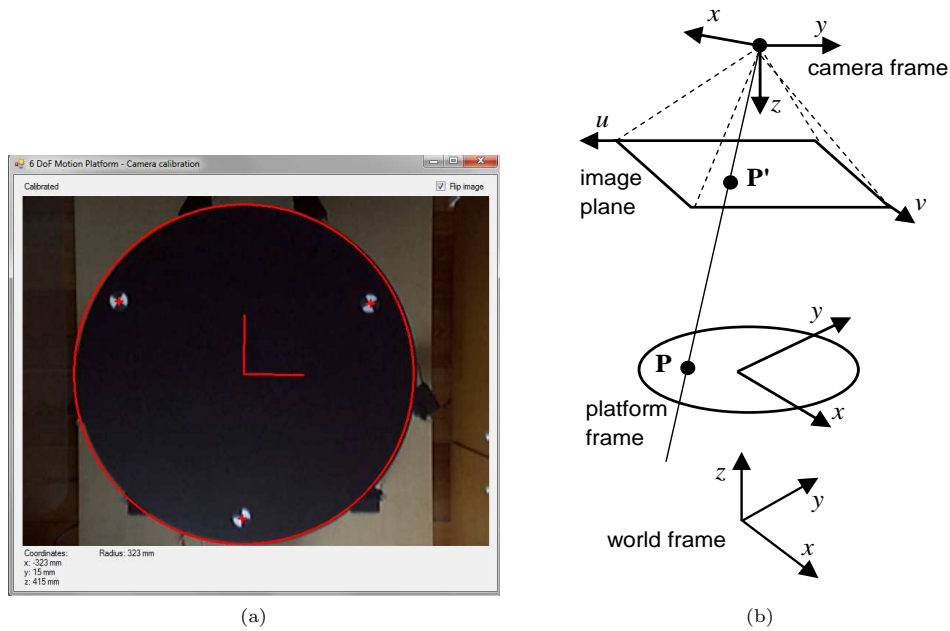 6 DoF Motion Platform - Camera calibration
Calibrated
Flip image
Coordinates: Radius: 323 mm
x: -323 mm
y: 15 mm
z: 415 mm
(a)
x
y
camera frame
z
u
image
plane
P'
v
y
P
x
platform
frame
z
y
world frame
x
(b)